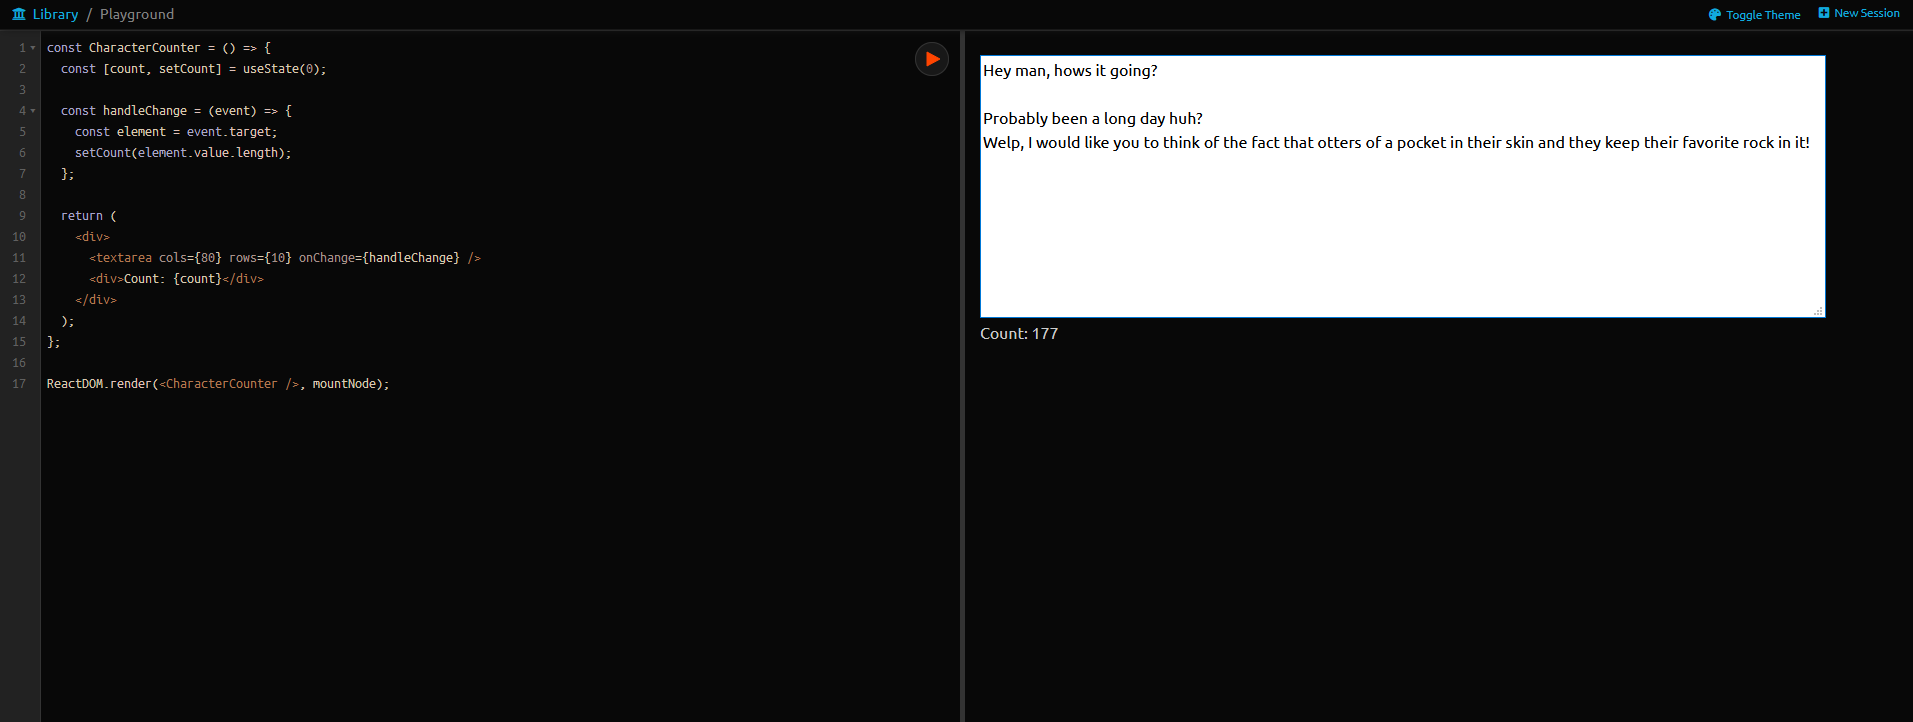 Library / Playground
Toggle Theme
New Session
1 const CharacterCounter = () => {
2 const [count, setCount] = useState(0);
3
4 const handleChange = (event) => {
5 const element = event.target;
6 setCount(element.value.length);
7 };
8
9 return (
10 <div>
11 <textarea cols={80} rows={10} onChange={handleChange} />
12 <div>Count: {count}</div>
13 </div>
14 );
15 };
16
17 ReactDOM.render(<CharacterCounter />, mountNode);
Hey man, hows it going?
Probably been a long day huh?
Welp, I would like you to think of the fact that otters of a pocket in their skin and they keep their favorite rock in it!
Count: 177